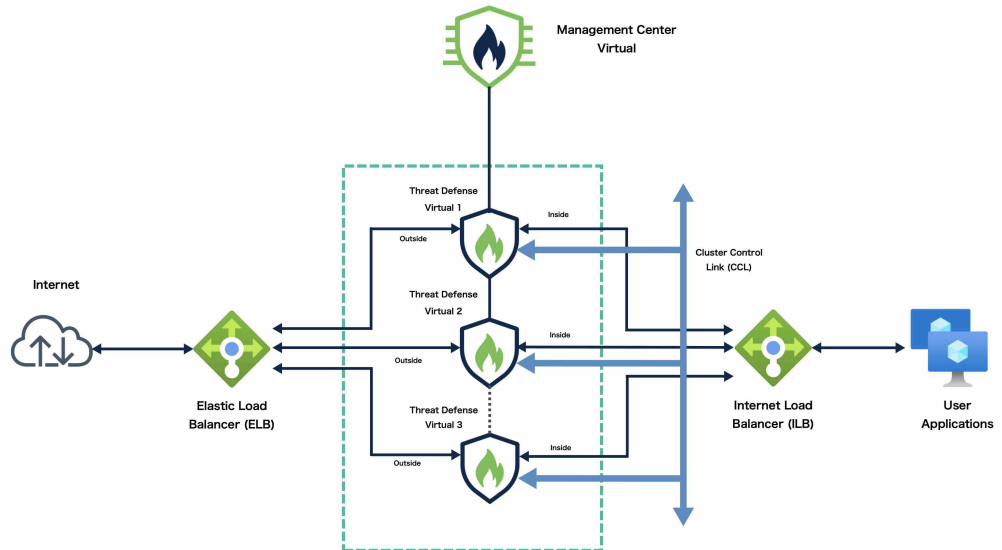 Management Center
Virtual
Threat Defense
Virtual 1
Inside
Outside
Cluster Control
Link (CCL)
Internet
Threat Defense
Virtual 2
Inside
Outside
Elastic Load
Balancer (ELB)
Internet Load
Balancer (ILB)
User
Applications
Threat Defense
Virtual 3
Inside
Outside